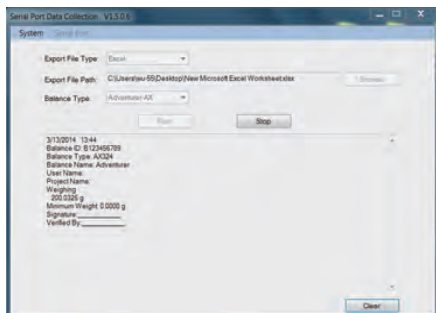 Serial Port Data Collection V1.5.0.6
System Serial Port
Export File Type: Excel
Export File Path: C:\Users\wu-55\Desktop\New Microsoft Excel Worksheet.xlsx Browse
Balance Type: Adventurer-AX
Start Stop
3/13/2014 13:44
Balance ID: B123456789
Balance Type: AX324
Balance Name: Adventurer
User Name:
Project Name:
Weighing
200.0326 g
Minimum Weight: 0.0000 g
Signature:__________
Verified By:__________
Clear